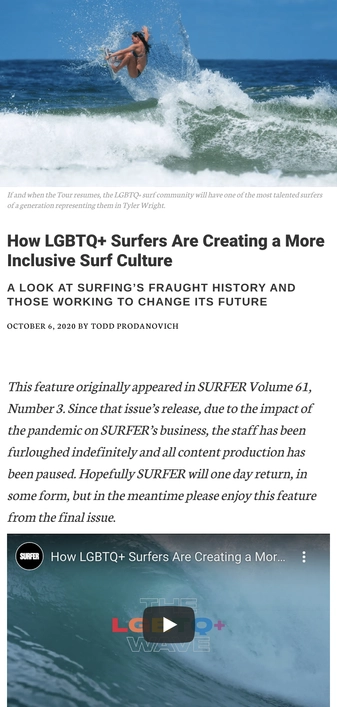 If and when the Tour resumes, the LGBTQ+ surf community will have one of the most talented surfers
of a generation representing them in Tyler Wright.
How LGBTQ+ Surfers Are Creating a More
Inclusive Surf Culture
A LOOK AT SURFING'S FRAUGHT HISTORY AND
THOSE WORKING TO CHANGE ITS FUTURE
OCTOBER 6, 2020 BY TODD PRODANOVICH
This feature originally appeared in SURFER Volume 61,
Number 3. Since that issue's release, due to the impact of
the pandemic on SURFER's business, the staff has been
furloughed indefinitely and all content production has
been paused. Hopefully SURFER will one day return, in
some form, but in the meantime please enjoy this feature
from the final issue.
SURFER How LGBTQ+ Surfers Are Creating a Mor...
THE
LGBTQ+
WAVE